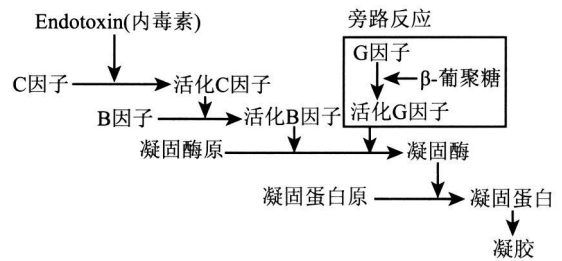 旁路反应
Endotoxin(内毒素)
G因子
β-葡聚糖
C因子
活化C因子
B因子
活化B因子
活化G因子
凝固酶原
凝固酶
凝固蛋白原
凝固蛋白
凝胶